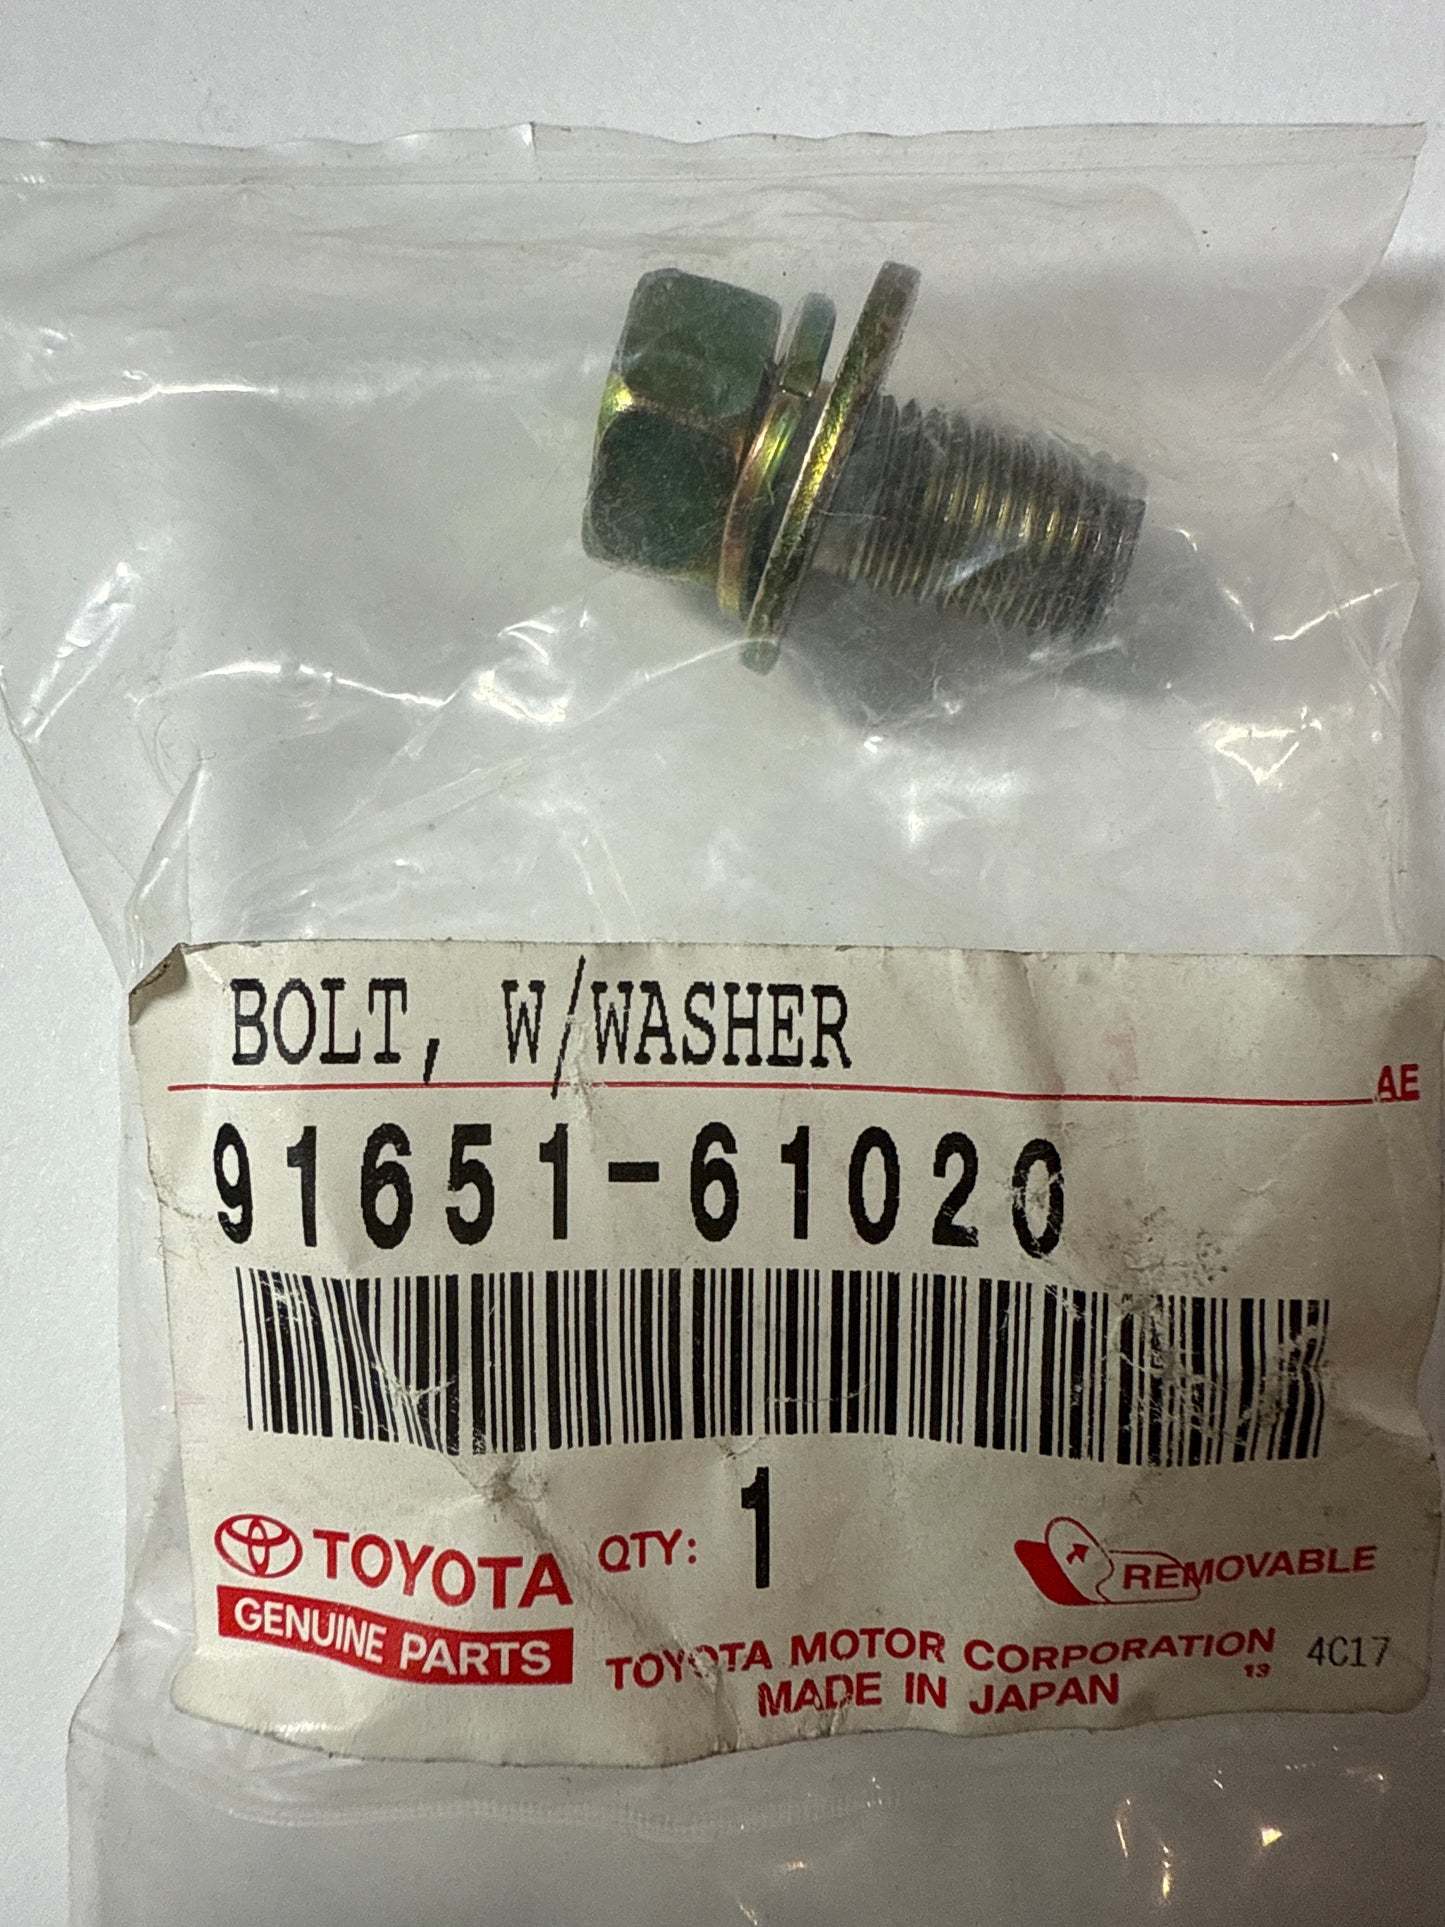 BOLT, W/WASHER
AE
91651-61020
TOYOTA QTY: 1
GENUINE PARTS
REMOVABLE
TOYOTA MOTOR CORPORATION 13 4C17
MADE IN JAPAN